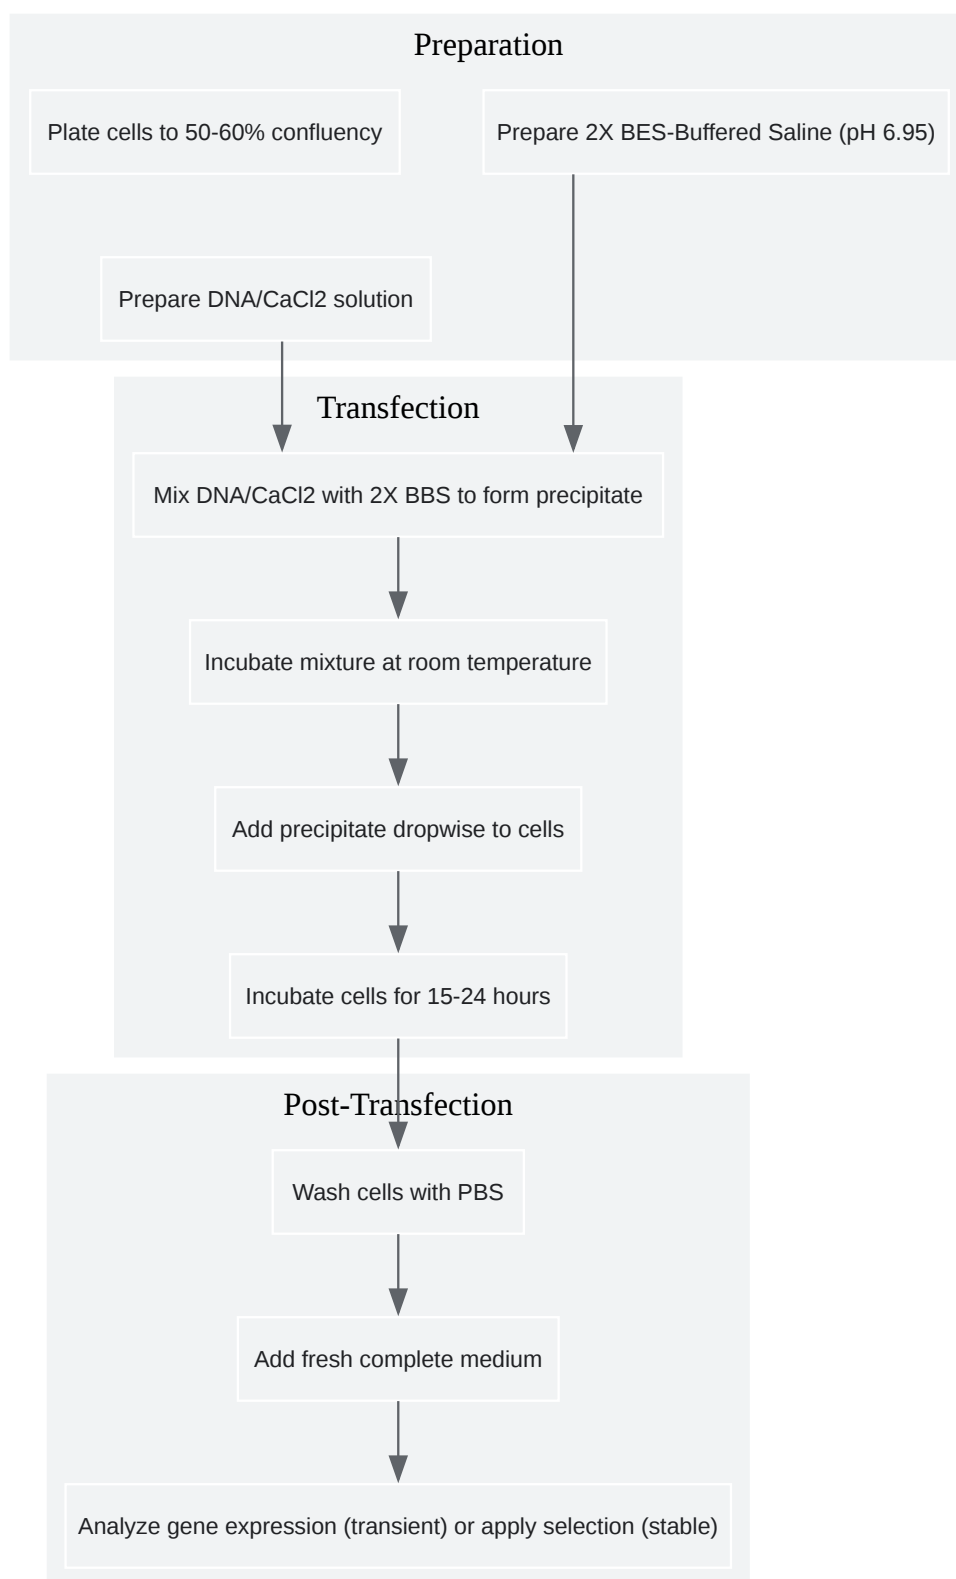 Preparation
Plate cells to 50-60% confluency
Prepare 2X BES-Buffered Saline (pH 6.95)
Prepare DNA/CaCl2 solution
Transfection
Mix DNA/CaCl2 with 2X BBS to form precipitate
Incubate mixture at room temperature
Add precipitate dropwise to cells
Incubate cells for 15-24 hours
Post-Transfection
Wash cells with PBS
Add fresh complete medium
Analyze gene expression (transient) or apply selection (stable)